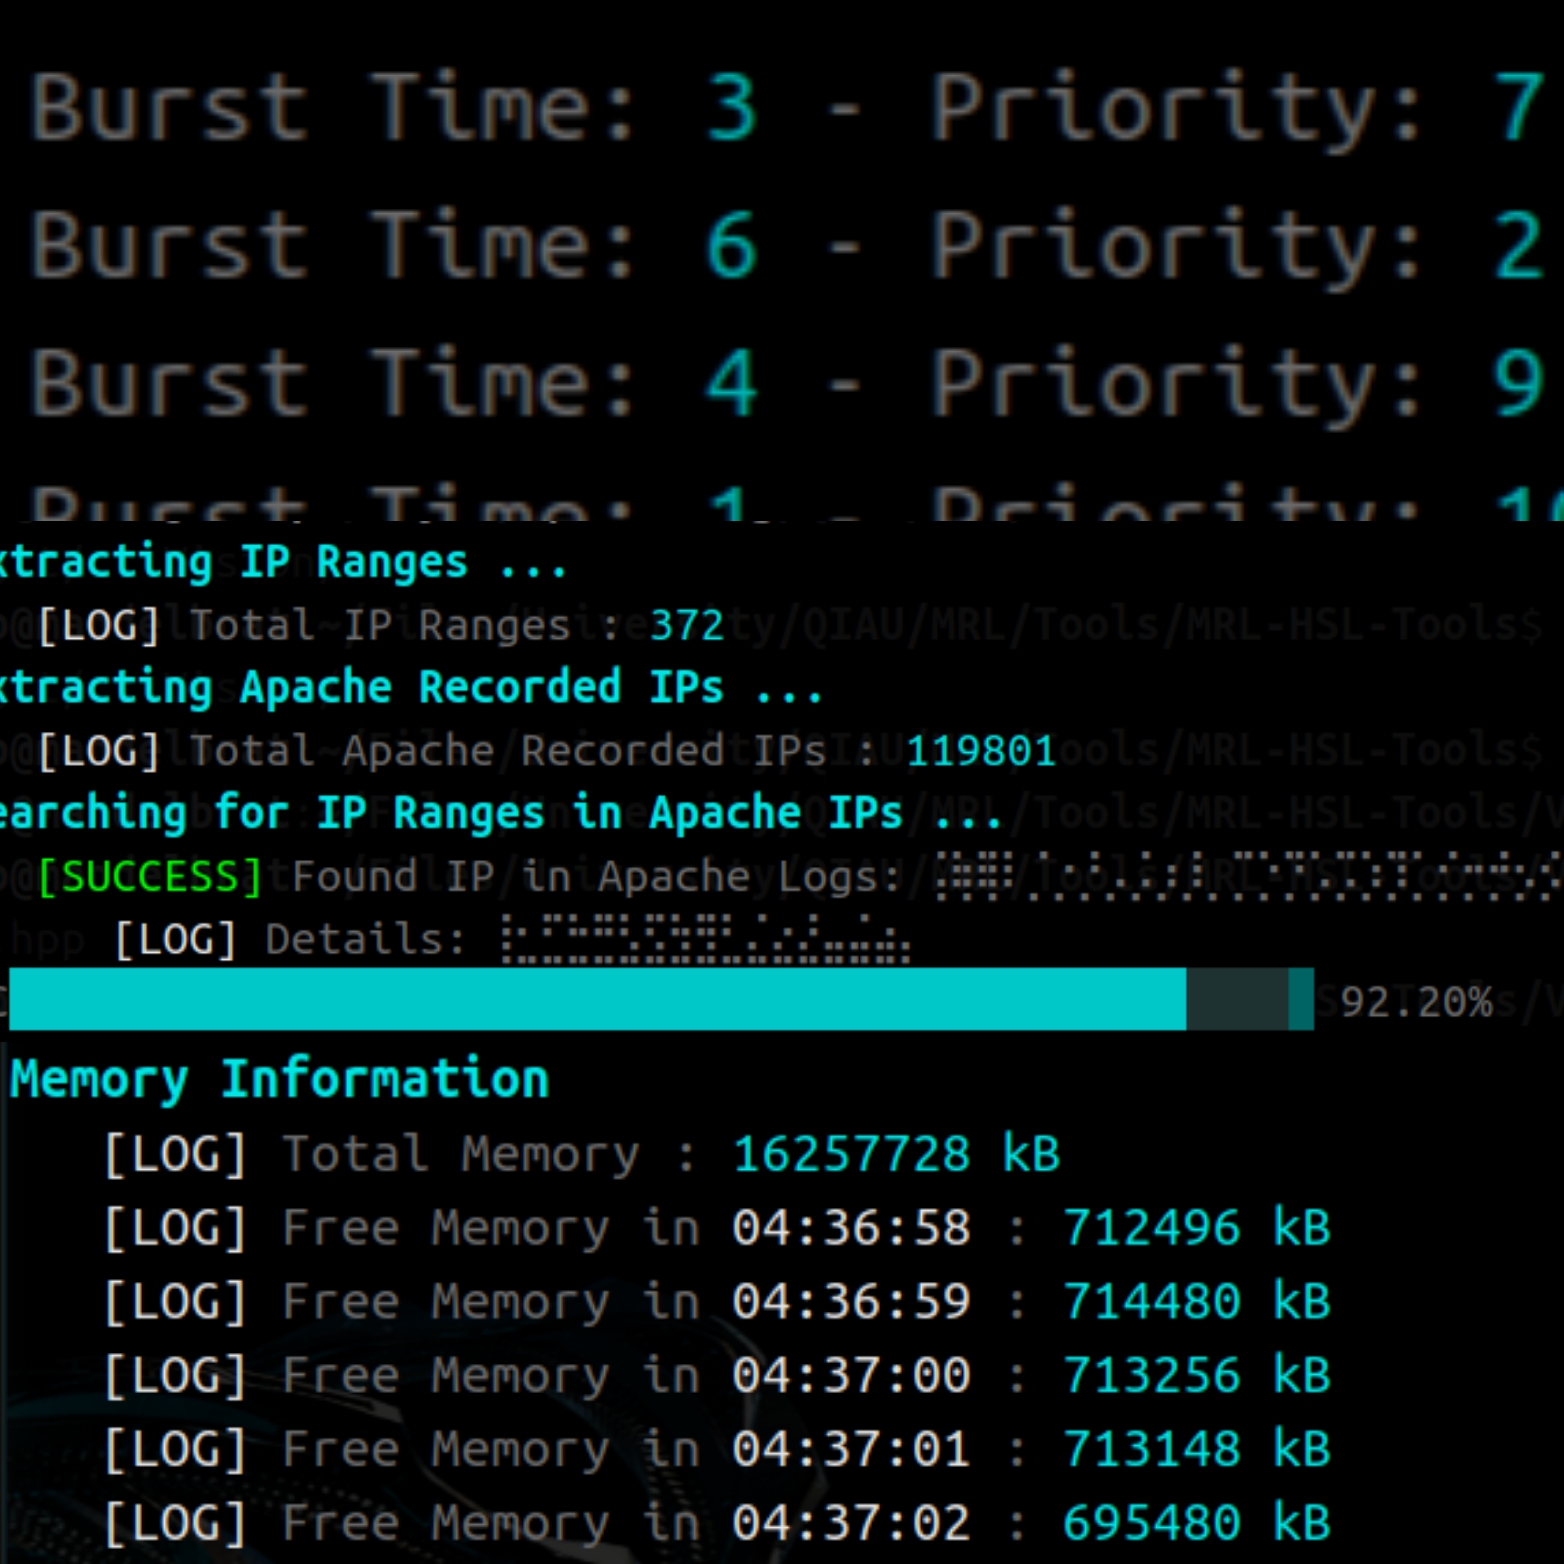 Burst Time: 3 - Priority: 7
Burst Time: 6 - Priority: 2
Burst Time: 4 - Priority: 9
Burst Time: 1 - Priority: 10
xtracting IP Ranges ...
[LOG] Total IP Ranges : 372
xtracting Apache Recorded IPs ...
[LOG] Total Apache Recorded IPs : 119801
earching for IP Ranges in Apache IPs ...
[SUCCESS] Found IP in Apache Logs:
[LOG] Details:
92.20%
Memory Information
[LOG] Total Memory : 16257728 kB
[LOG] Free Memory in 04:36:58 : 712496 kB
[LOG] Free Memory in 04:36:59 : 714480 kB
[LOG] Free Memory in 04:37:00 : 713256 kB
[LOG] Free Memory in 04:37:01 : 713148 kB
[LOG] Free Memory in 04:37:02 : 695480 kB